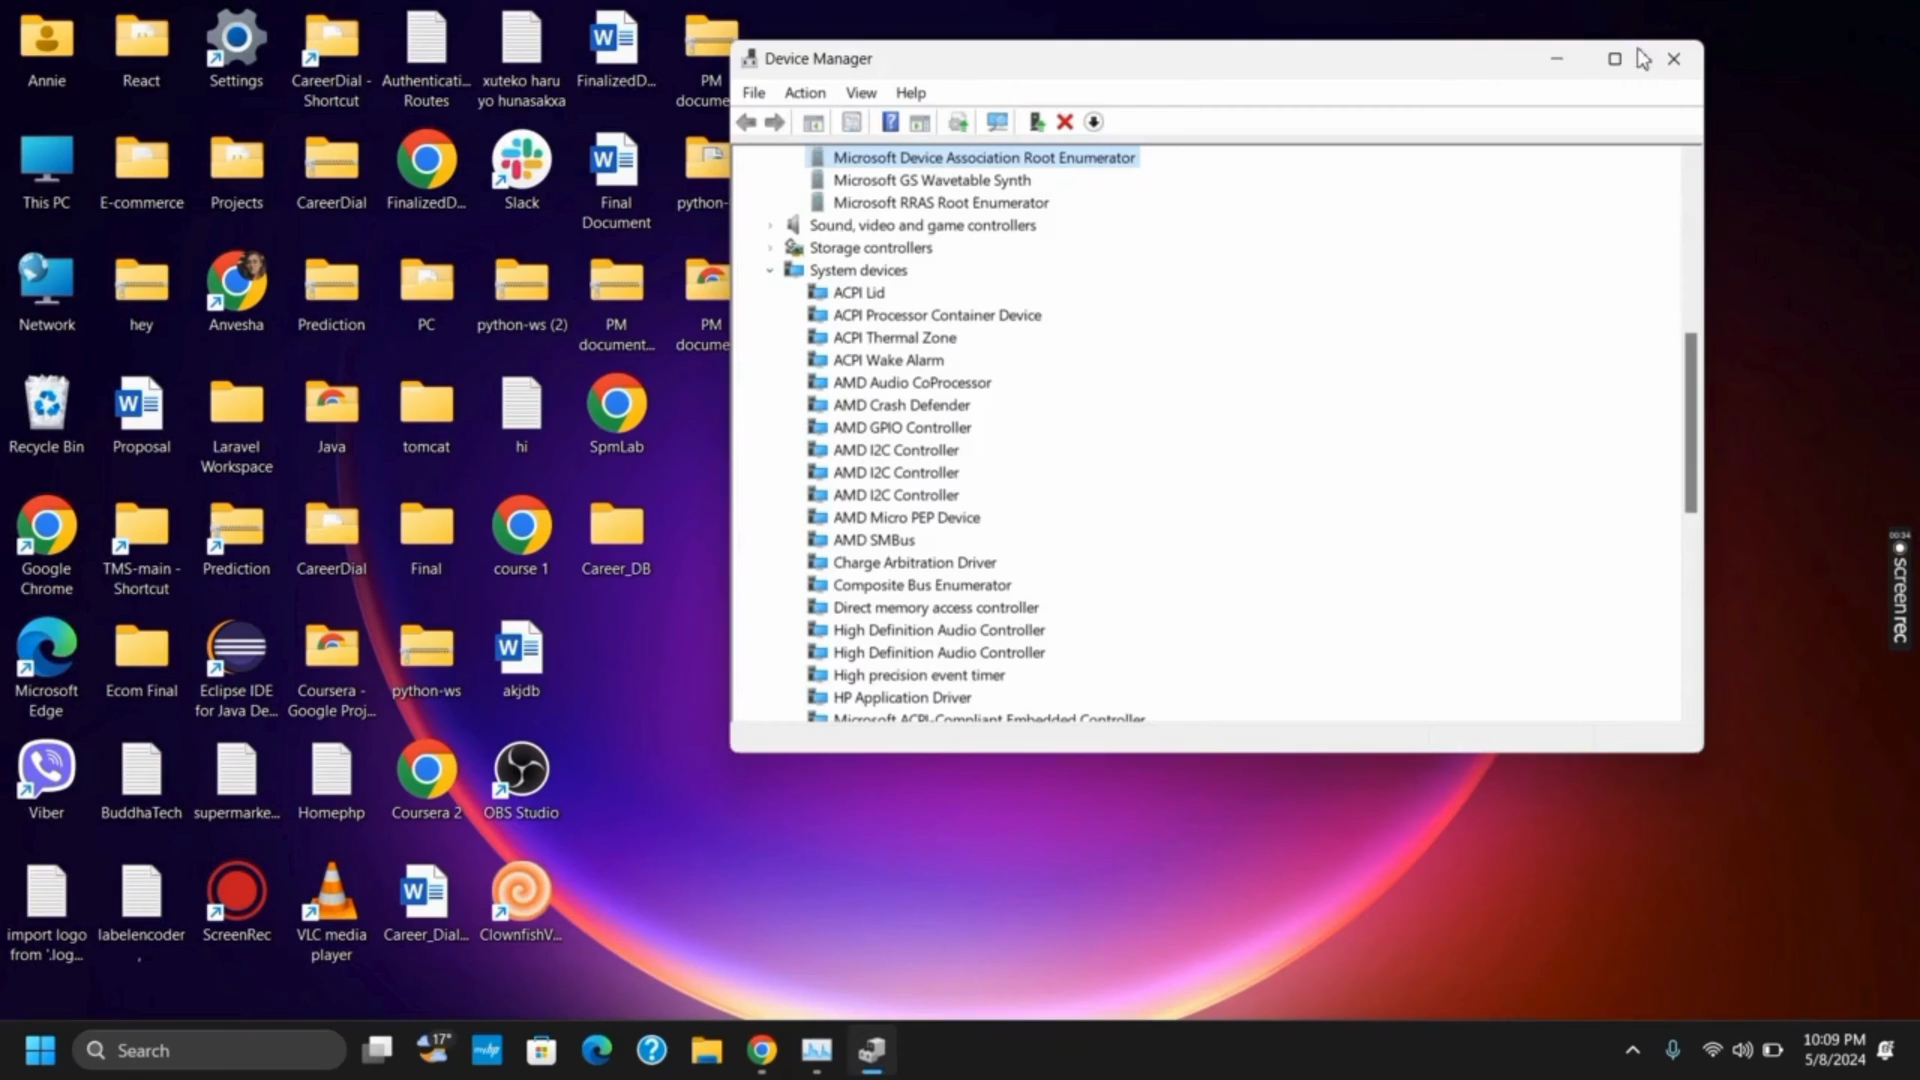 Annie
React
Settings
CareerDial -
Shortcut
Authenticati...
Routes
xuteko haru
yo hunasakxa
FinalizedD...
PM
docume
This PC
E-commerce
Projects
CareerDial
FinalizedD...
Slack
Final
Document
python-
Network
hey
Anvesha
Prediction
PC
python-ws (2)
PM
document...
PM
docume
Recycle Bin
Proposal
Laravel
Workspace
Java
tomcat
hi
SpmLab
Google
Chrome
TMS-main -
Shortcut
Prediction
CareerDial
Final
course 1
Career_DB
Microsoft
Edge
Ecom Final
Eclipse IDE
for Java De...
Coursera -
Google Proj...
python-ws
akjdb
Viber
BuddhaTech
supermarke...
Homephp
Coursera 2
OBS Studio
import logo
from '.log...
labelencoder
,
ScreenRec
VLC media
player
Career_Dial...
ClownfishV...
Device Manager
File Action View Help
Microsoft Device Association Root Enumerator
Microsoft GS Wavetable Synth
Microsoft RRAS Root Enumerator
Sound, video and game controllers
Storage controllers
System devices
ACPI Lid
ACPI Processor Container Device
ACPI Thermal Zone
ACPI Wake Alarm
AMD Audio CoProcessor
AMD Crash Defender
AMD GPIO Controller
AMD I2C Controller
AMD I2C Controller
AMD I2C Controller
AMD Micro PEP Device
AMD SMBus
Charge Arbitration Driver
Composite Bus Enumerator
Direct memory access controller
High Definition Audio Controller
High Definition Audio Controller
High precision event timer
HP Application Driver
Microsoft ACPI-Compliant Embedded Controller
00:34
screenrec
Search
17°
myhp
10:09 PM
5/8/2024